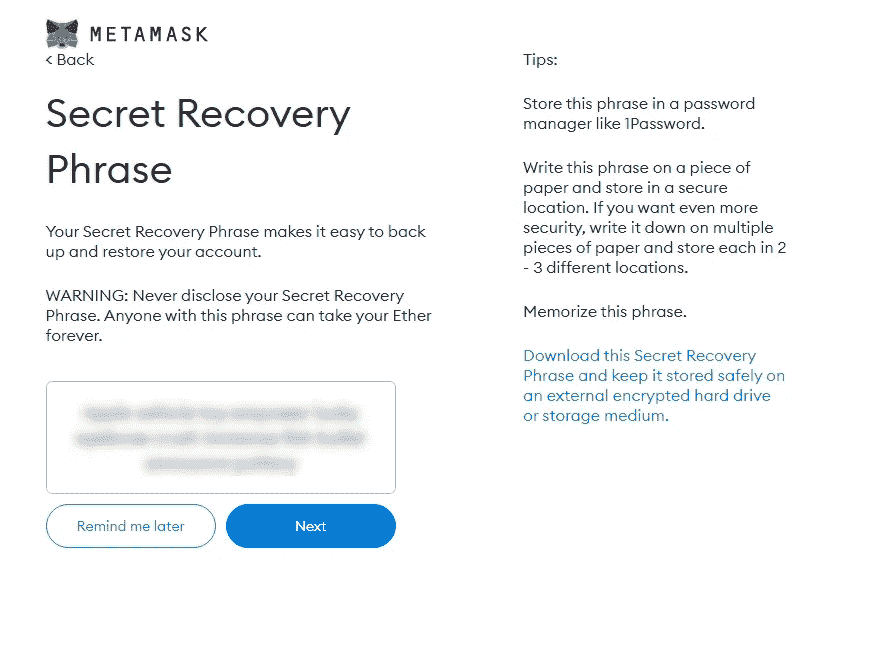 METAMASK
< Back
Secret Recovery
Phrase
Your Secret Recovery Phrase makes it easy to back
up and restore your account.
WARNING: Never disclose your Secret Recovery
Phrase. Anyone with this phrase can take your Ether
forever.
Remind me later
Next
Tips:
Store this phrase in a password
manager like 1Password.
Write this phrase on a piece of
paper and store in a secure
location. If you want even more
security, write it down on multiple
pieces of paper and store each in 2
- 3 different locations.
Memorize this phrase.
Download this Secret Recovery
Phrase and keep it stored safely on
an external encrypted hard drive
or storage medium.